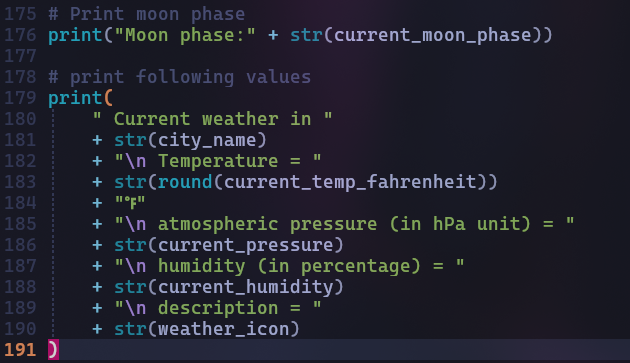 175 # Print moon phase
176 print("Moon phase:" + str(current_moon_phase))
177
178 # print following values
179 print(
180     " Current weather in "
181     + str(city_name)
182     + "\n Temperature = "
183     + str(round(current_temp_fahrenheit))
184     + "℉"
185     + "\n atmospheric pressure (in hPa unit) = "
186     + str(current_pressure)
187     + "\n humidity (in percentage) = "
188     + str(current_humidity)
189     + "\n description = "
190     + str(weather_icon)
191 )